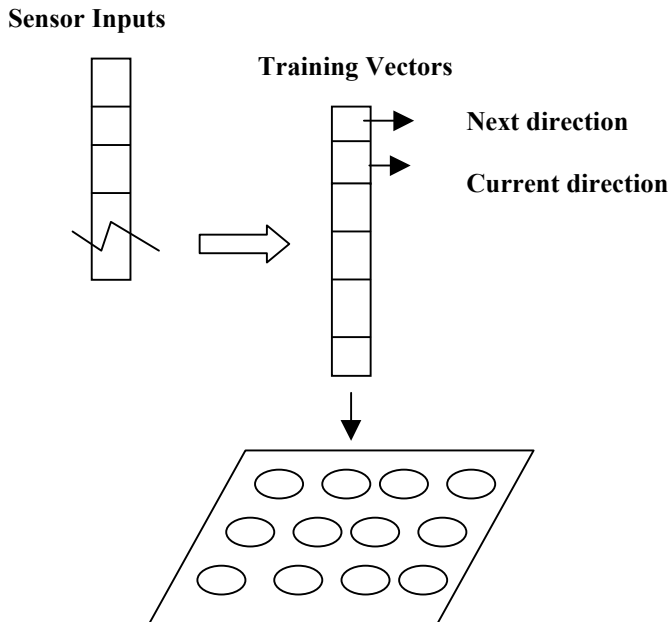 Sensor Inputs
Training Vectors
Next direction
Current direction